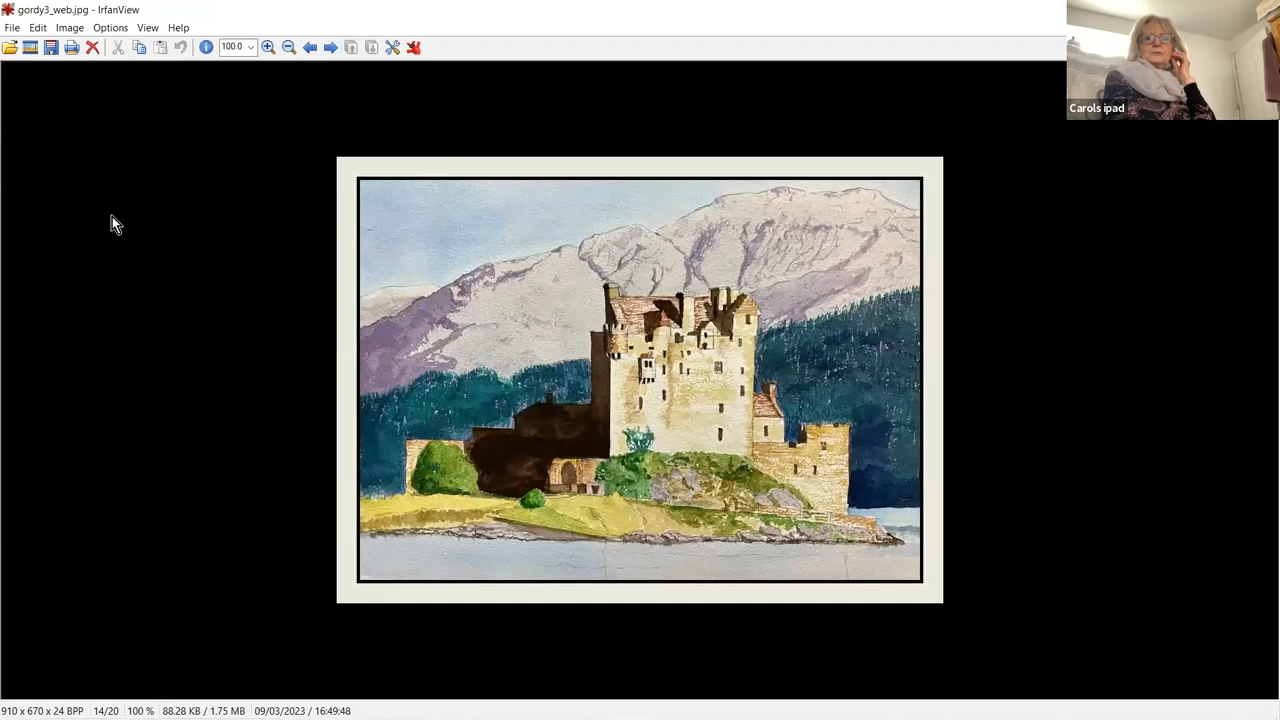 gordy3_web.jpg - IrfanView
File Edit Image Options View Help
100.0
Carols ipad
910 x 670 x 24 BPP 14/20 100 % 88.28 KB / 1.75 MB 09/03/2023 / 16:49:48